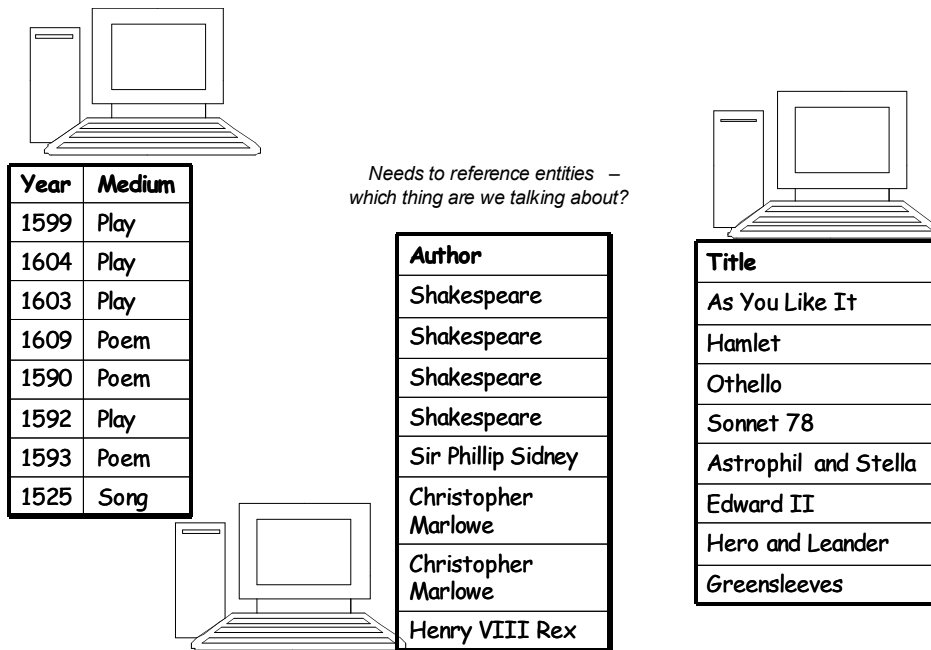 Year Medium
1599 Play
1604 Play
1603 Play
1609 Poem
1590 Poem
1592 Play
1593 Poem
1525 Song
Needs to reference entities –
which thing are we talking about?
Author
Shakespeare
Shakespeare
Shakespeare
Shakespeare
Sir Phillip Sidney
Christopher
Marlowe
Christopher
Marlowe
Henry VIII Rex
Title
As You Like It
Hamlet
Othello
Sonnet 78
Astrophil and Stella
Edward II
Hero and Leander
Greensleeves